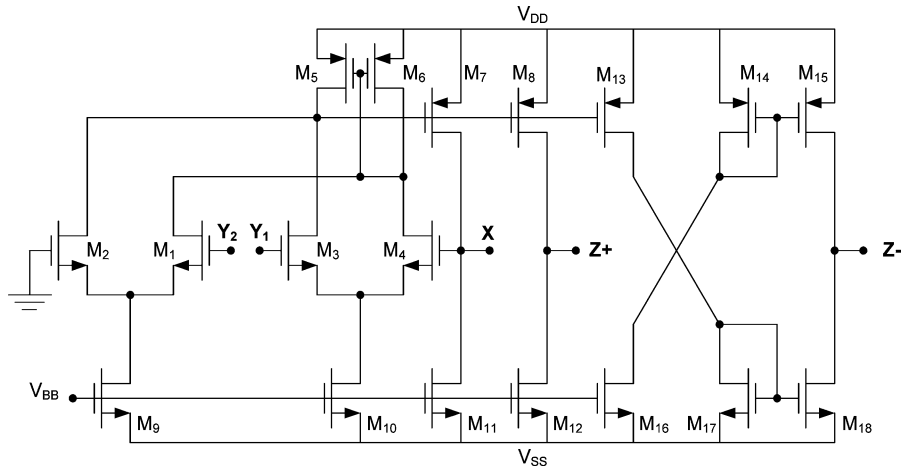 VDD
M5 M6 M7 M8 M13 M14 M15
M2 M1 Y2 Y1 M3 M4 X Z+ Z-
VBB
M9 M10 M11 M12 M16 M17 M18
VSS